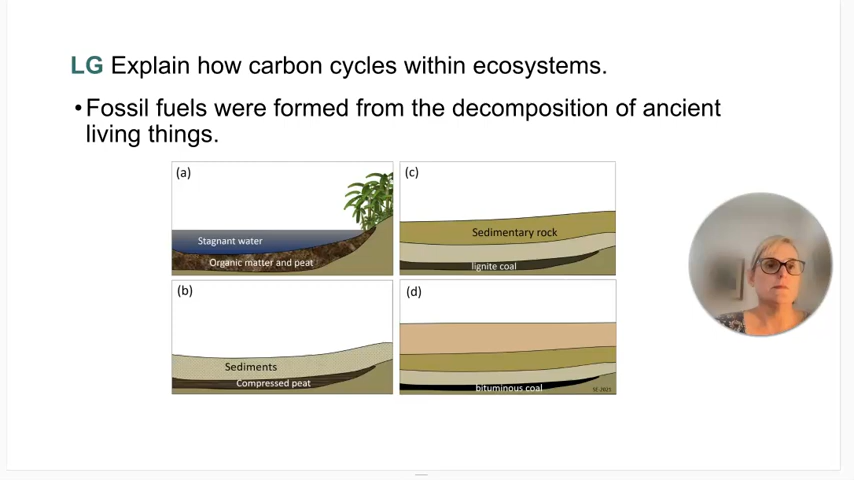 LG Explain how carbon cycles within ecosystems.
•Fossil fuels were formed from the decomposition of ancient
living things.
(a)
Stagnant water
Organic matter and peat
(c)
Sedimentary rock
lignite coal
(b)
Sediments
Compressed peat
(d)
bituminous coal
SE-2021